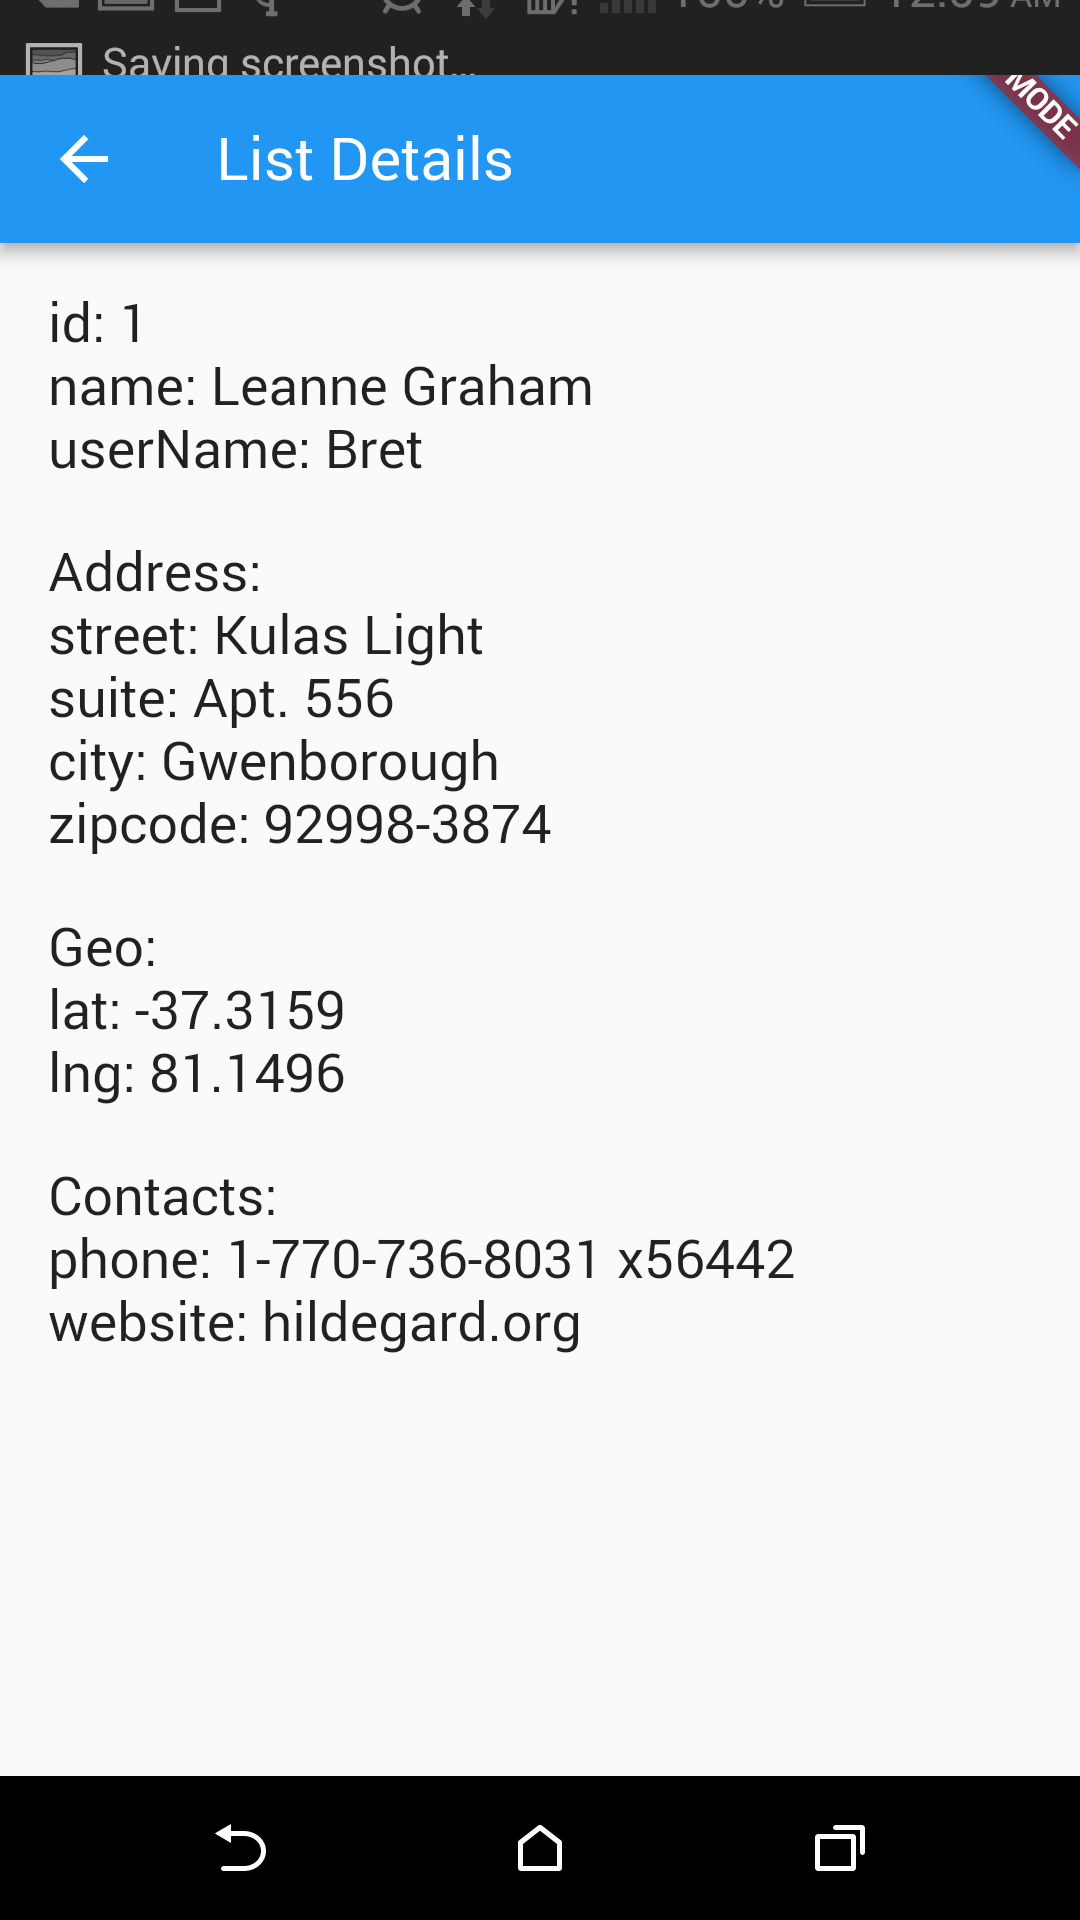 Saving screenshot...
MODE
List Details
id: 1
name: Leanne Graham
userName: Bret
Address:
street: Kulas Light
suite: Apt. 556
city: Gwenborough
zipcode: 92998-3874
Geo:
lat: -37.3159
lng: 81.1496
Contacts:
phone: 1-770-736-8031 x56442
website: hildegard.org